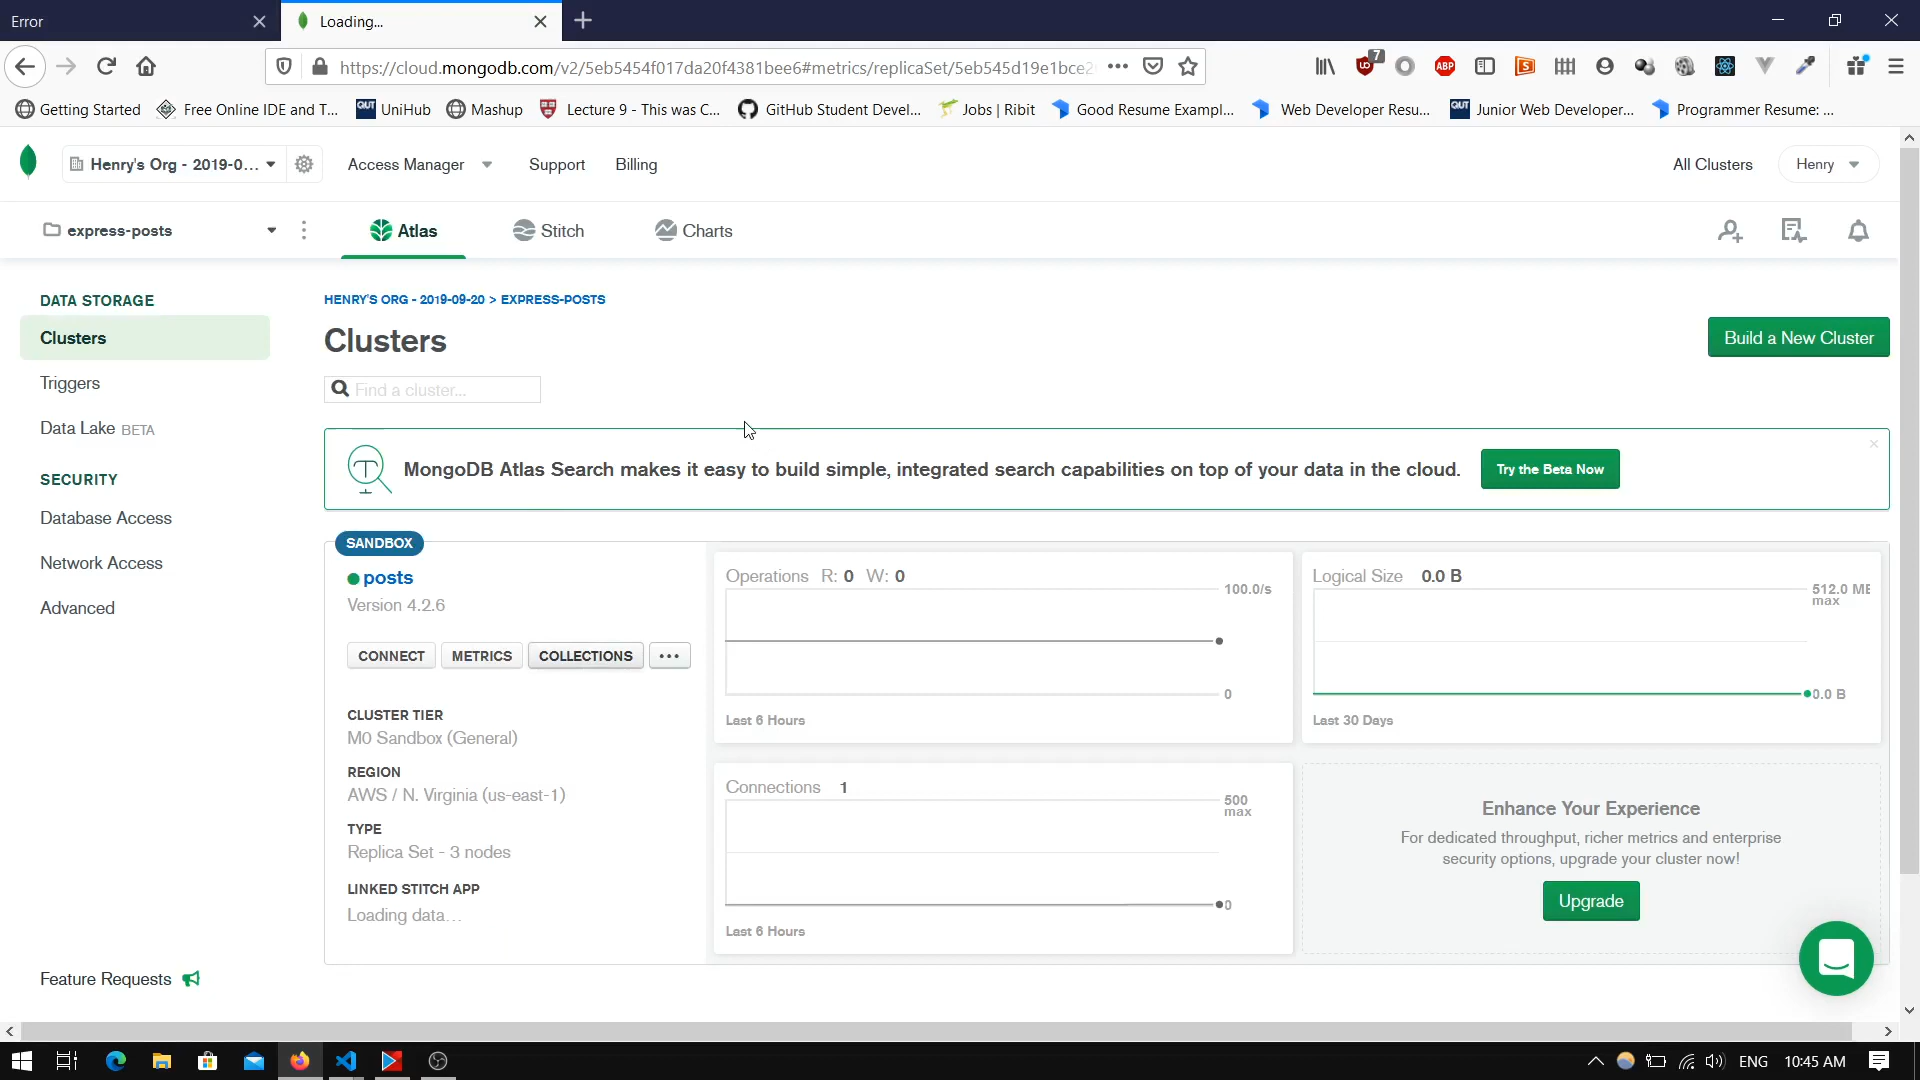 Error
Loading...
https://cloud.mongodb.com/v2/5eb5454f017da20f4381bee6#metrics/replicaSet/5eb545d19e1bce2
7
ABP
Getting Started
Free Online IDE and T...
QUT UniHub
Mashup
Lecture 9 - This was C...
GitHub Student Devel...
Jobs | Ribit
Good Resume Exampl...
Web Developer Resu...
QUT Junior Web Developer...
Programmer Resume: ...
Henry's Org - 2019-0...
Access Manager
Support
Billing
All Clusters
Henry
express-posts
Atlas
Stitch
Charts
DATA STORAGE
Clusters
Triggers
Data Lake BETA
SECURITY
Database Access
Network Access
Advanced
Feature Requests
HENRY'S ORG - 2019-09-20 > EXPRESS-POSTS
Clusters
Build a New Cluster
Find a cluster...
MongoDB Atlas Search makes it easy to build simple, integrated search capabilities on top of your data in the cloud.
Try the Beta Now
SANDBOX
posts
Version 4.2.6
CONNECT
METRICS
COLLECTIONS
CLUSTER TIER
M0 Sandbox (General)
REGION
AWS / N. Virginia (us-east-1)
TYPE
Replica Set - 3 nodes
LINKED STITCH APP
Loading data...
Operations R: 0 W: 0
100.0/s
0
Last 6 Hours
Logical Size 0.0 B
512.0 ME
max
0.0 B
Last 30 Days
Connections 1
500
max
0
Last 6 Hours
Enhance Your Experience
For dedicated throughput, richer metrics and enterprise
security options, upgrade your cluster now!
Upgrade
ENG
10:45 AM